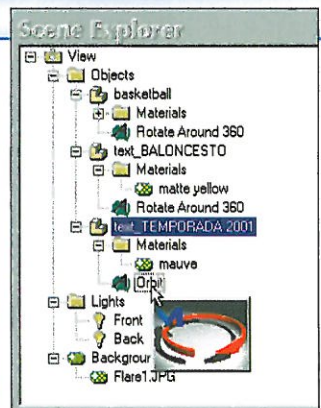 Scene Explorer
View
Objects
basketball
Materials
Rotate Around 360
text_BALONCESTO
Materials
matte yellow
Rotate Around 360
text_TEMPORADA 2001
Materials
mauve
Orbit
Lights
Front
Back
Backgrour
Flare1.JPG